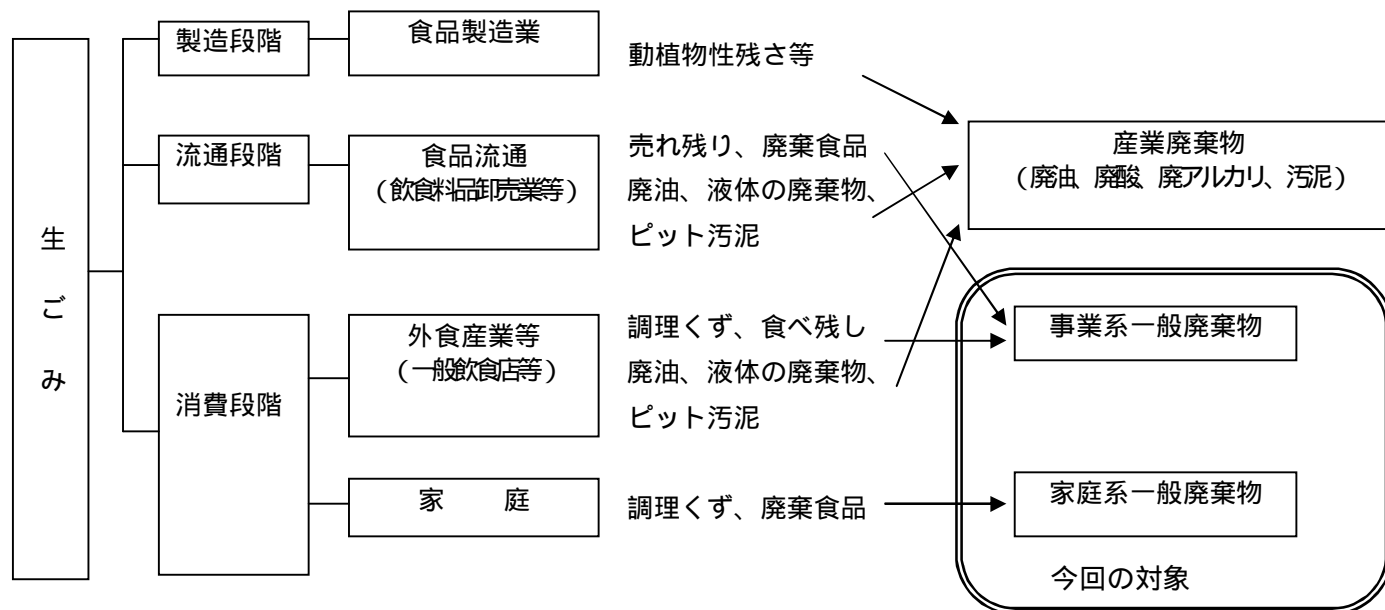 生ごみ
製造段階
食品製造業
動植物性残さ等
流通段階
食品流通
（飲食料品卸売業等）
売れ残り、廃棄食品
廃油、液体の廃棄物、
ピット汚泥
産業廃棄物
（廃油、廃酸、廃アルカリ、汚泥）
消費段階
外食産業等
（一般飲食店等）
調理くず、食べ残し
廃油、液体の廃棄物、
ピット汚泥
事業系一般廃棄物
家　　庭
調理くず、廃棄食品
家庭系一般廃棄物
今回の対象